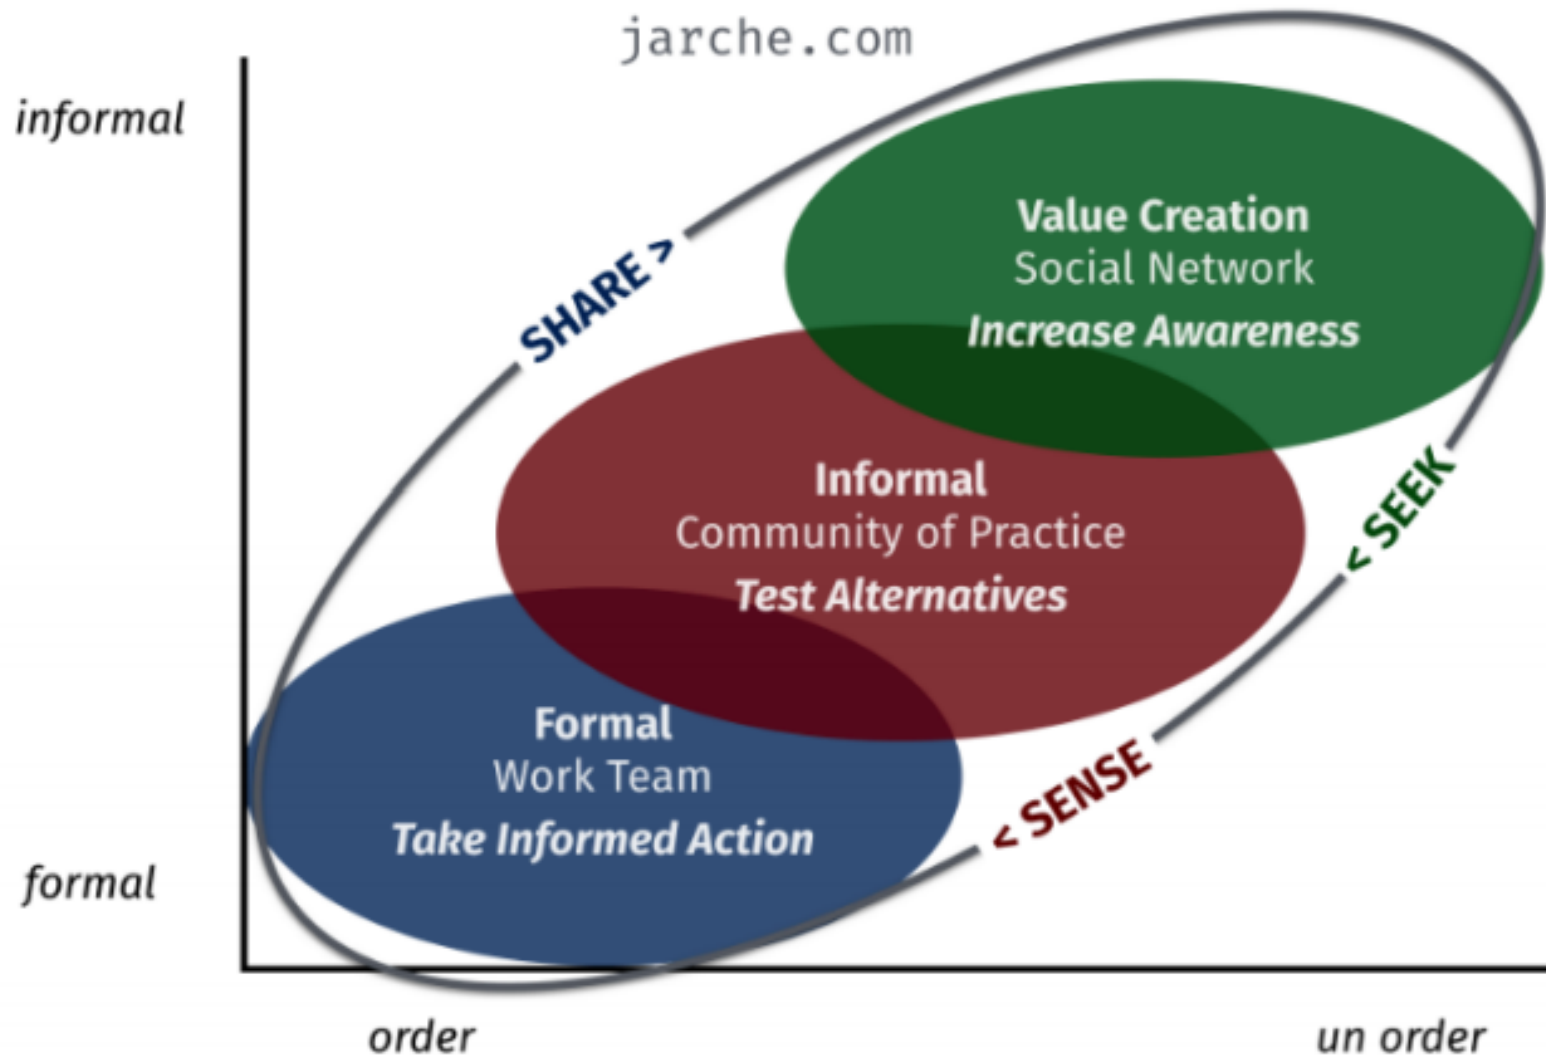 jarche.com
informal
Value Creation
Social Network
Increase Awareness
SHARE >
Informal
Community of Practice
Test Alternatives
< SEEK
Formal
Work Team
Take Informed Action
< SENSE
formal
order
un order